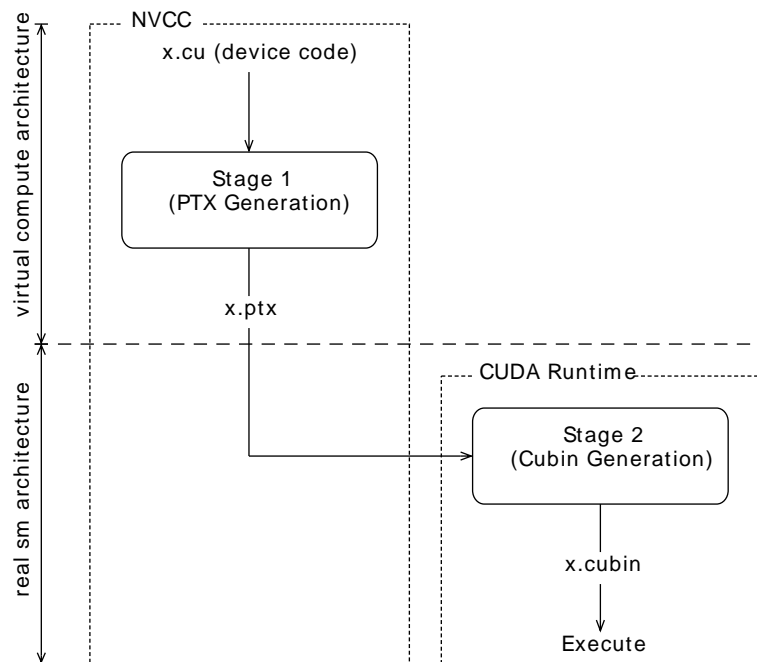 NVCC
x.cu (device code)
virtual compute architecture
Stage 1
(PTX Generation)
x.ptx
real sm architecture
CUDA Runtime
Stage 2
(Cubin Generation)
x.cubin
Execute